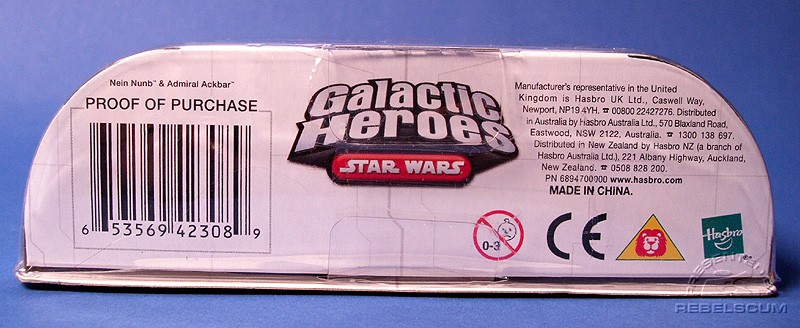 Nein Nunb™ & Admiral Ackbar™
PROOF OF PURCHASE
6 53569 42308 9
Galactic
Heroes
STAR WARS
Manufacturer's representative in the United
Kingdom is Hasbro UK Ltd., Caswell Way,
Newport, NP19 4YH. ☎ 00800 22427276. Distributed
in Australia by Hasbro Australia Ltd., 570 Blaxland Road,
Eastwood, NSW 2122, Australia. ☎ 1300 138 697.
Distributed in New Zealand by Hasbro NZ (a branch of
Hasbro Australia Ltd.), 221 Albany Highway, Auckland,
New Zealand. ☎ 0508 828 200.
PN 6894700000 www.hasbro.com
MADE IN CHINA.
0-3
CE
Hasbro
REBELSCUM